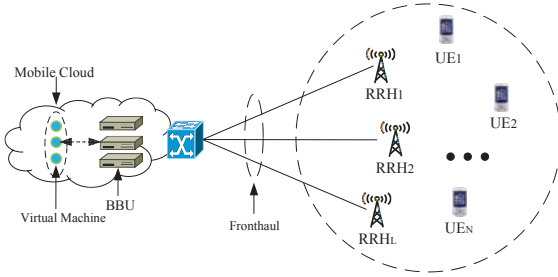 Mobile Cloud
Virtual Machine
BBU
Fronthaul
RRH1
RRH2
RRHL
UE1
UE2
UEN